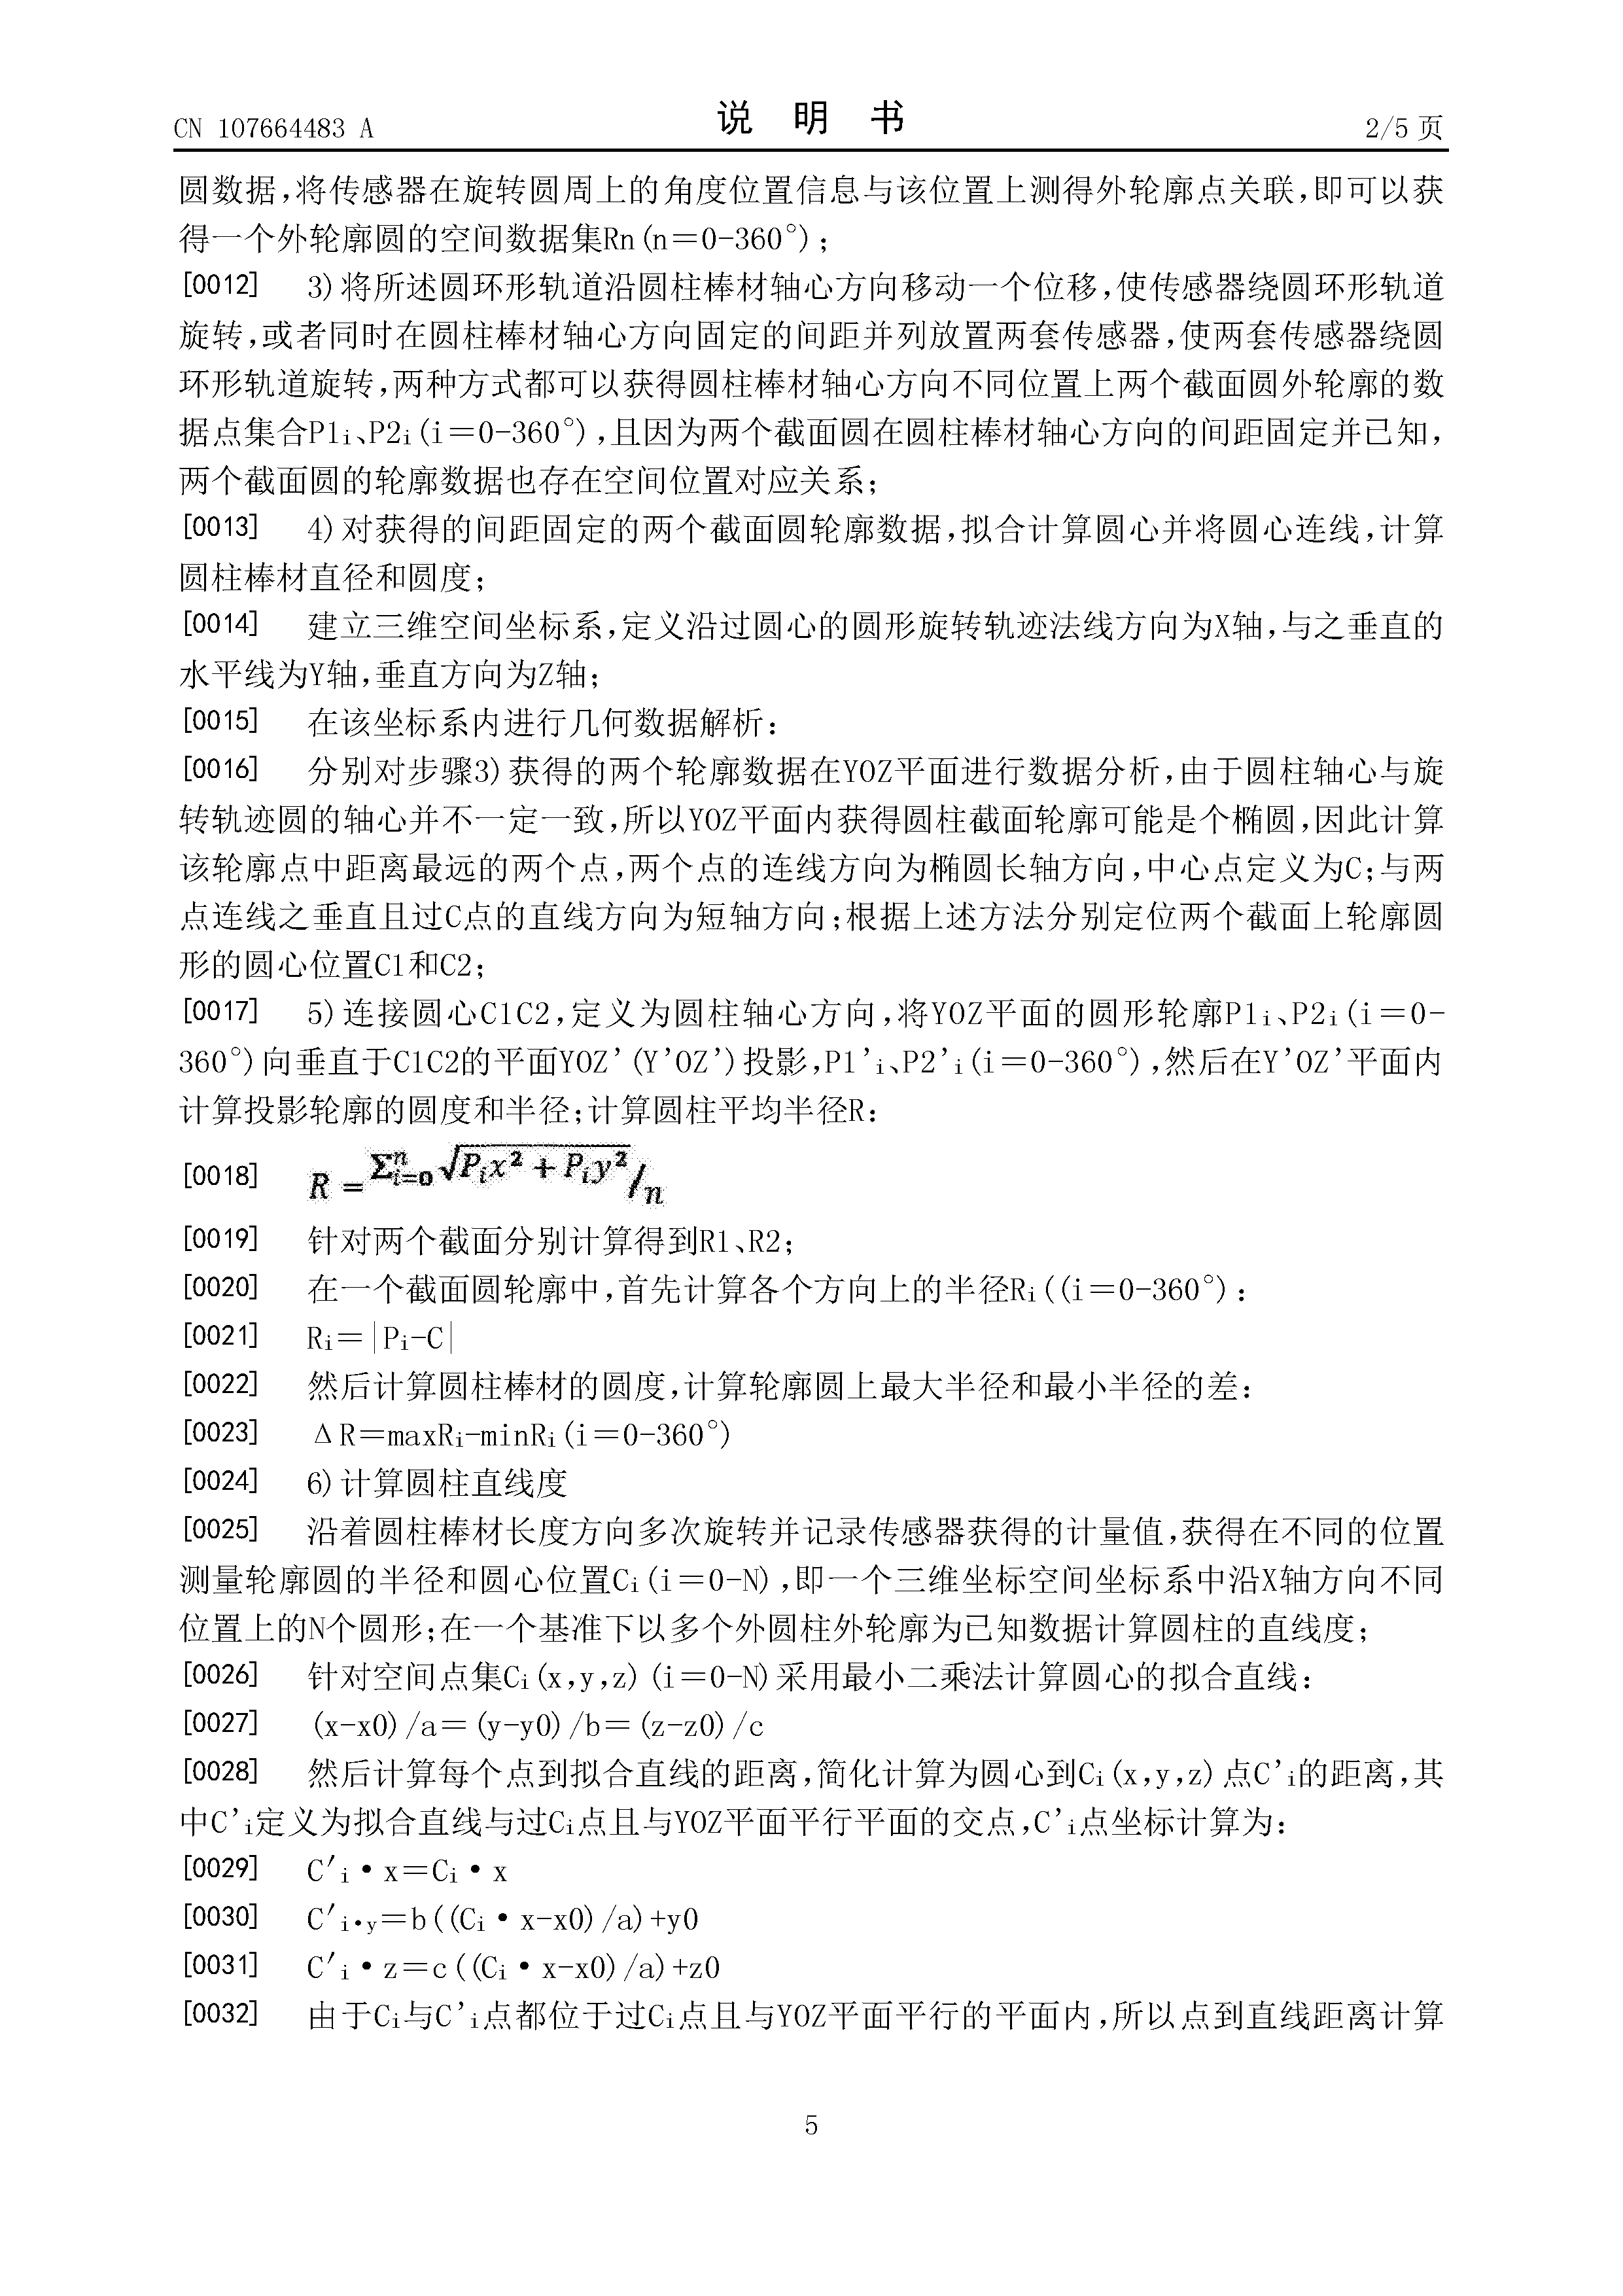 CN 107664483 A
说 明 书
2/5 页
圆数据,将传感器在旋转圆周上的角度位置信息与该位置上测得外轮廓点关联,即可以获
得一个外轮廓圆的空间数据集Rn(n=0-360°);
[0012] 3)将所述圆环形轨道沿圆柱棒材轴心方向移动一个位移,使传感器绕圆环形轨道
旋转,或者同时在圆柱棒材轴心方向固定的间距并列放置两套传感器,使两套传感器绕圆
环形轨道旋转,两种方式都可以获得圆柱棒材轴心方向不同位置上两个截面圆外轮廓的数
据点集合P1i、P2i(i=0-360°),且因为两个截面圆在圆柱棒材轴心方向的间距固定并已知,
两个截面圆的轮廓数据也存在空间位置对应关系;
[0013] 4)对获得的间距固定的两个截面圆轮廓数据,拟合计算圆心并将圆心连线,计算
圆柱棒材直径和圆度;
[0014] 建立三维空间坐标系,定义沿过圆心的圆形旋转轨迹法线方向为X轴,与之垂直的
水平线为Y轴,垂直方向为Z轴;
[0015] 在该坐标系内进行几何数据解析:
[0016] 分别对步骤3)获得的两个轮廓数据在YOZ平面进行数据分析,由于圆柱轴心与旋
转轨迹圆的轴心并不一定一致,所以YOZ平面内获得圆柱截面轮廓可能是个椭圆,因此计算
该轮廓点中距离最远的两个点,两个点的连线方向为椭圆长轴方向,中心点定义为C;与两
点连线之垂直且过C点的直线方向为短轴方向;根据上述方法分别定位两个截面上轮廓圆
形的圆心位置C1和C2;
[0017] 5)连接圆心C1C2,定义为圆柱轴心方向,将YOZ平面的圆形轮廓P1i、P2i(i=0-
360°)向垂直于C1C2的平面YOZ’(Y’OZ’)投影,P1’i、P2’i(i=0-360°),然后在Y’OZ’平面内
计算投影轮廓的圆度和半径;计算圆柱平均半径R:
[0018] R = Σⁿᵢ₌₀ √(Pᵢx² + Pᵢy²) / n
[0019] 针对两个截面分别计算得到R1、R2;
[0020] 在一个截面圆轮廓中,首先计算各个方向上的半径Ri((i=0-360°):
[0021] Ri=|Pi-C|
[0022] 然后计算圆柱棒材的圆度,计算轮廓圆上最大半径和最小半径的差:
[0023] ΔR=maxRi-minRi(i=0-360°)
[0024] 6)计算圆柱直线度
[0025] 沿着圆柱棒材长度方向多次旋转并记录传感器获得的计量值,获得在不同的位置
测量轮廓圆的半径和圆心位置Ci(i=0-N),即一个三维坐标空间坐标系中沿X轴方向不同
位置上的N个圆形;在一个基准下以多个外圆柱外轮廓为已知数据计算圆柱的直线度;
[0026] 针对空间点集Ci(x,y,z)(i=0-N)采用最小二乘法计算圆心的拟合直线:
[0027] (x-x0)/a=(y-y0)/b=(z-z0)/c
[0028] 然后计算每个点到拟合直线的距离,简化计算为圆心到Ci(x,y,z)点C’i的距离,其
中C’i定义为拟合直线与过Ci点且与YOZ平面平行平面的交点,C’i点坐标计算为:
[0029] C′i•x=Ci•x
[0030] C′i•y=b((Ci•x-x0)/a)+y0
[0031] C′i•z=c((Ci•x-x0)/a)+z0
[0032] 由于Ci与C’i点都位于过Ci点且与YOZ平面平行的平面内,所以点到直线距离计算
5